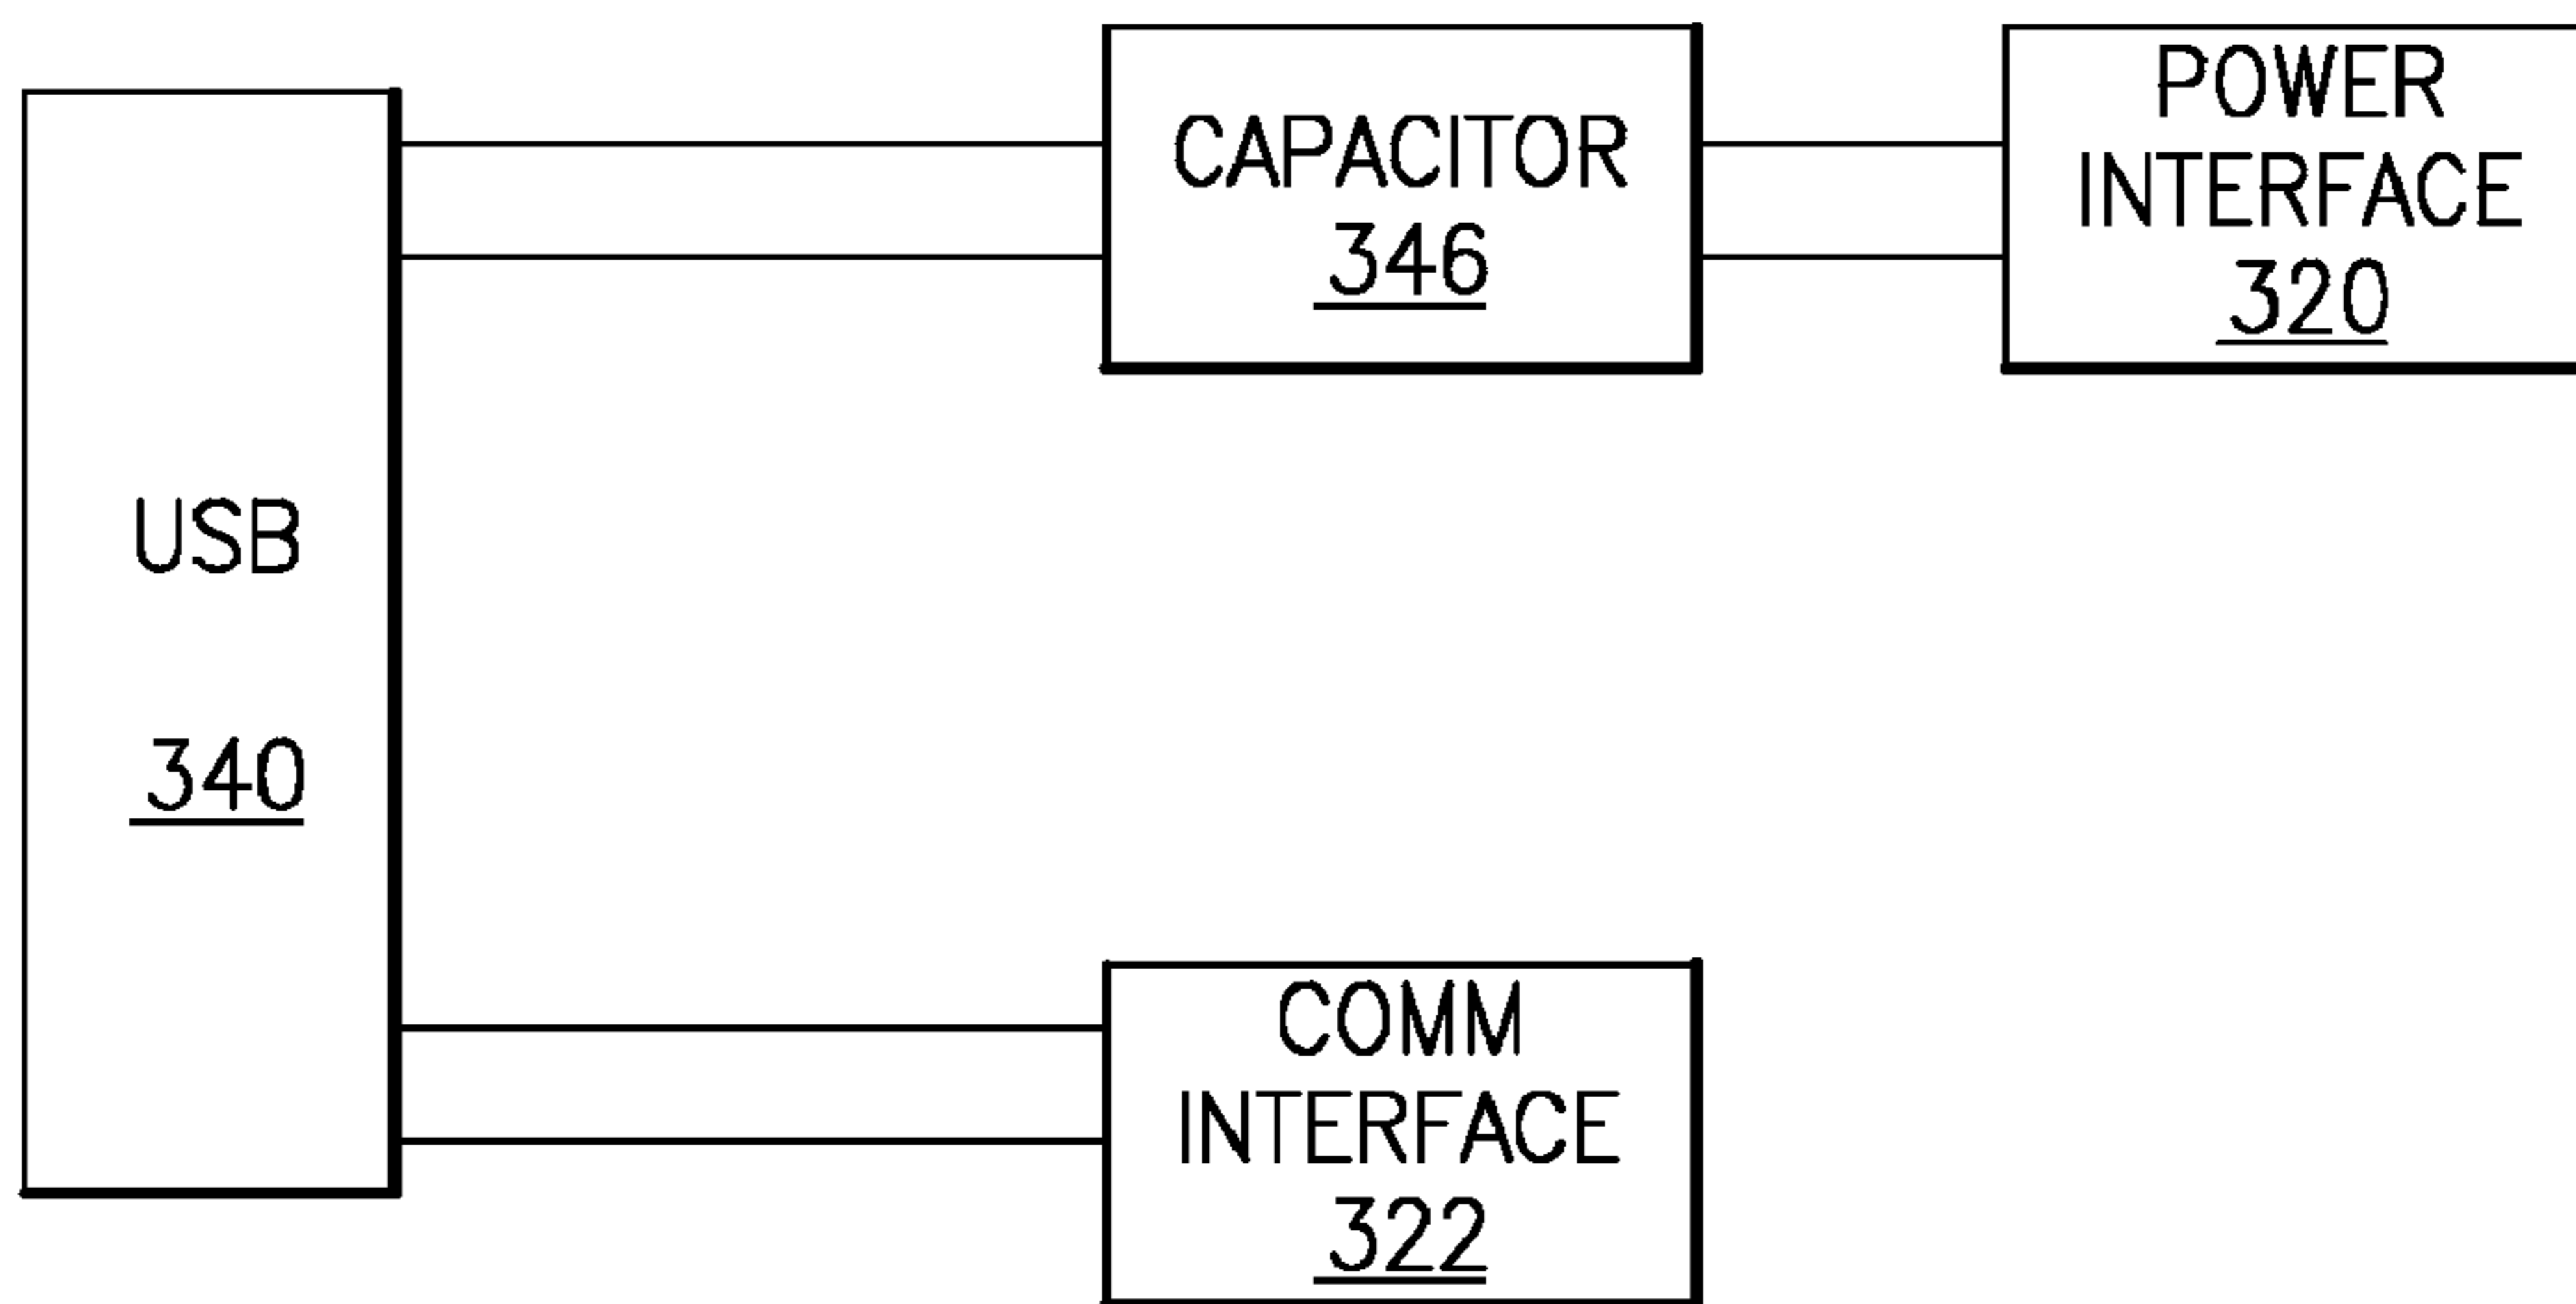 USB
340
CAPACITOR
346
POWER
INTERFACE
320
COMM
INTERFACE
322